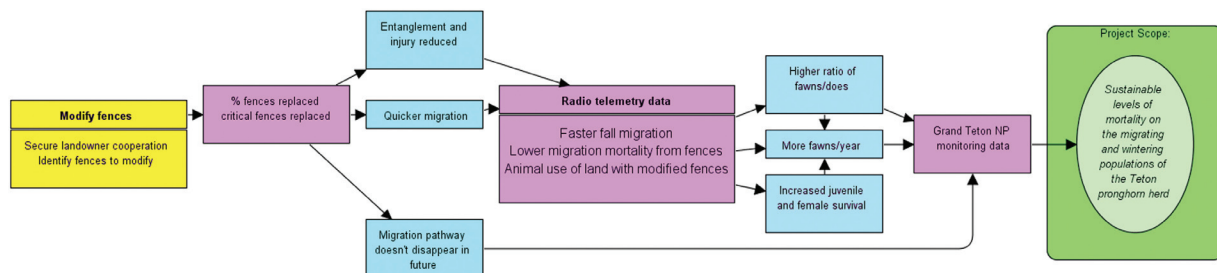 Modify fences
Secure landowner cooperation
Identify fences to modify
% fences replaced
critical fences replaced
Entanglement and
injury reduced
Quicker migration
Migration pathway
doesn't disappear in
future
Radio telemetry data
Faster fall migration
Lower migration mortality from fences
Animal use of land with modified fences
Higher ratio of
fawns/does
More fawns/year
Increased juvenile
and female survival
Grand Teton NP
monitoring data
Project Scope:
Sustainable
levels of
mortality on
the migrating
and wintering
populations of
the Teton
pronghorn herd